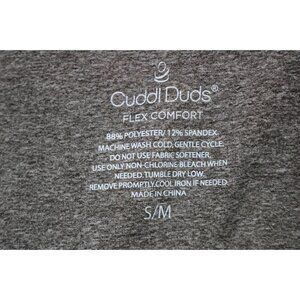 Cuddl Duds®
FLEX COMFORT
88% POLYESTER/ 12% SPANDEX.
MACHINE WASH COLD, GENTLE CYCLE.
DO NOT USE FABRIC SOFTENER.
USE ONLY NON-CHLORINE BLEACH WHEN
NEEDED. TUMBLE DRY LOW.
REMOVE PROMPTLY. COOL IRON IF NEEDED.
MADE IN CHINA
S/M